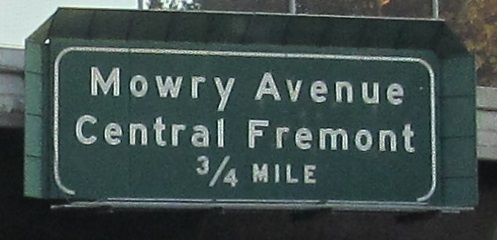 Mowry Avenue
Central Fremont
3/4 MILE